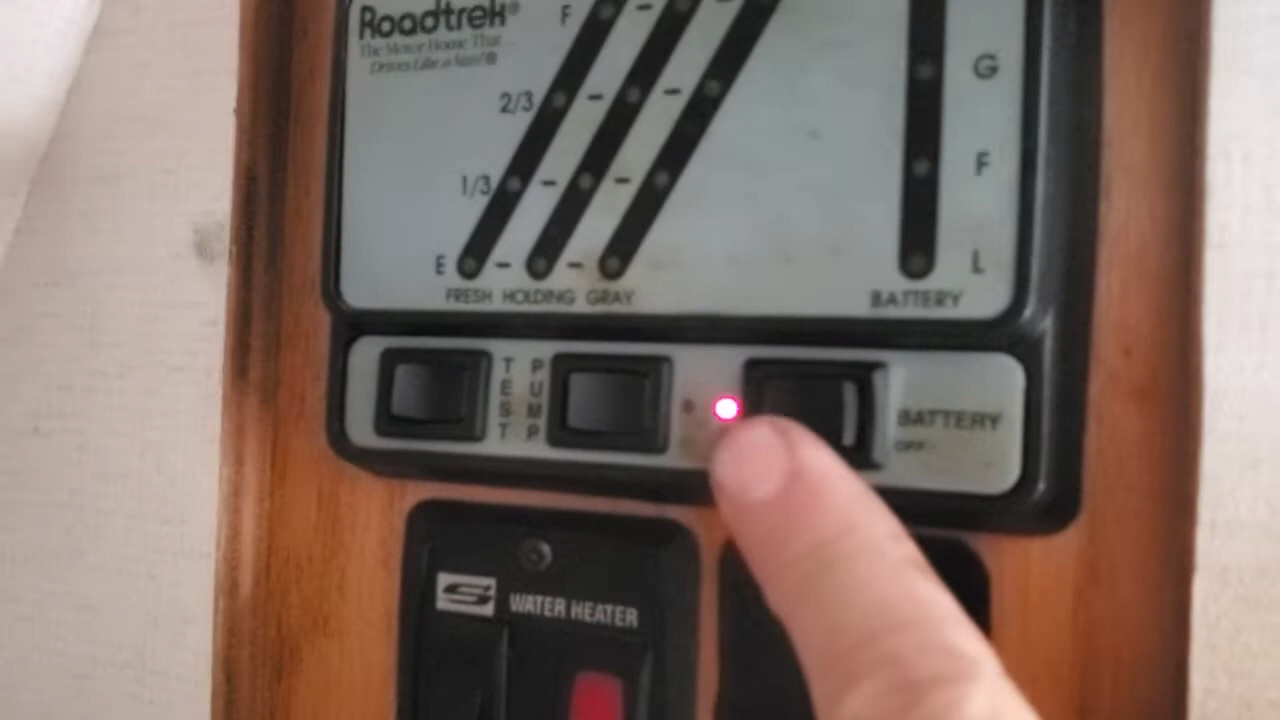 Roadtrek®
The Motor Home That
Drives Like a Van!®
F
2/3
1/3
E
FRESH HOLDING GRAY
G
F
L
BATTERY
TEST
PUMP
BATTERY
OFF
WATER HEATER